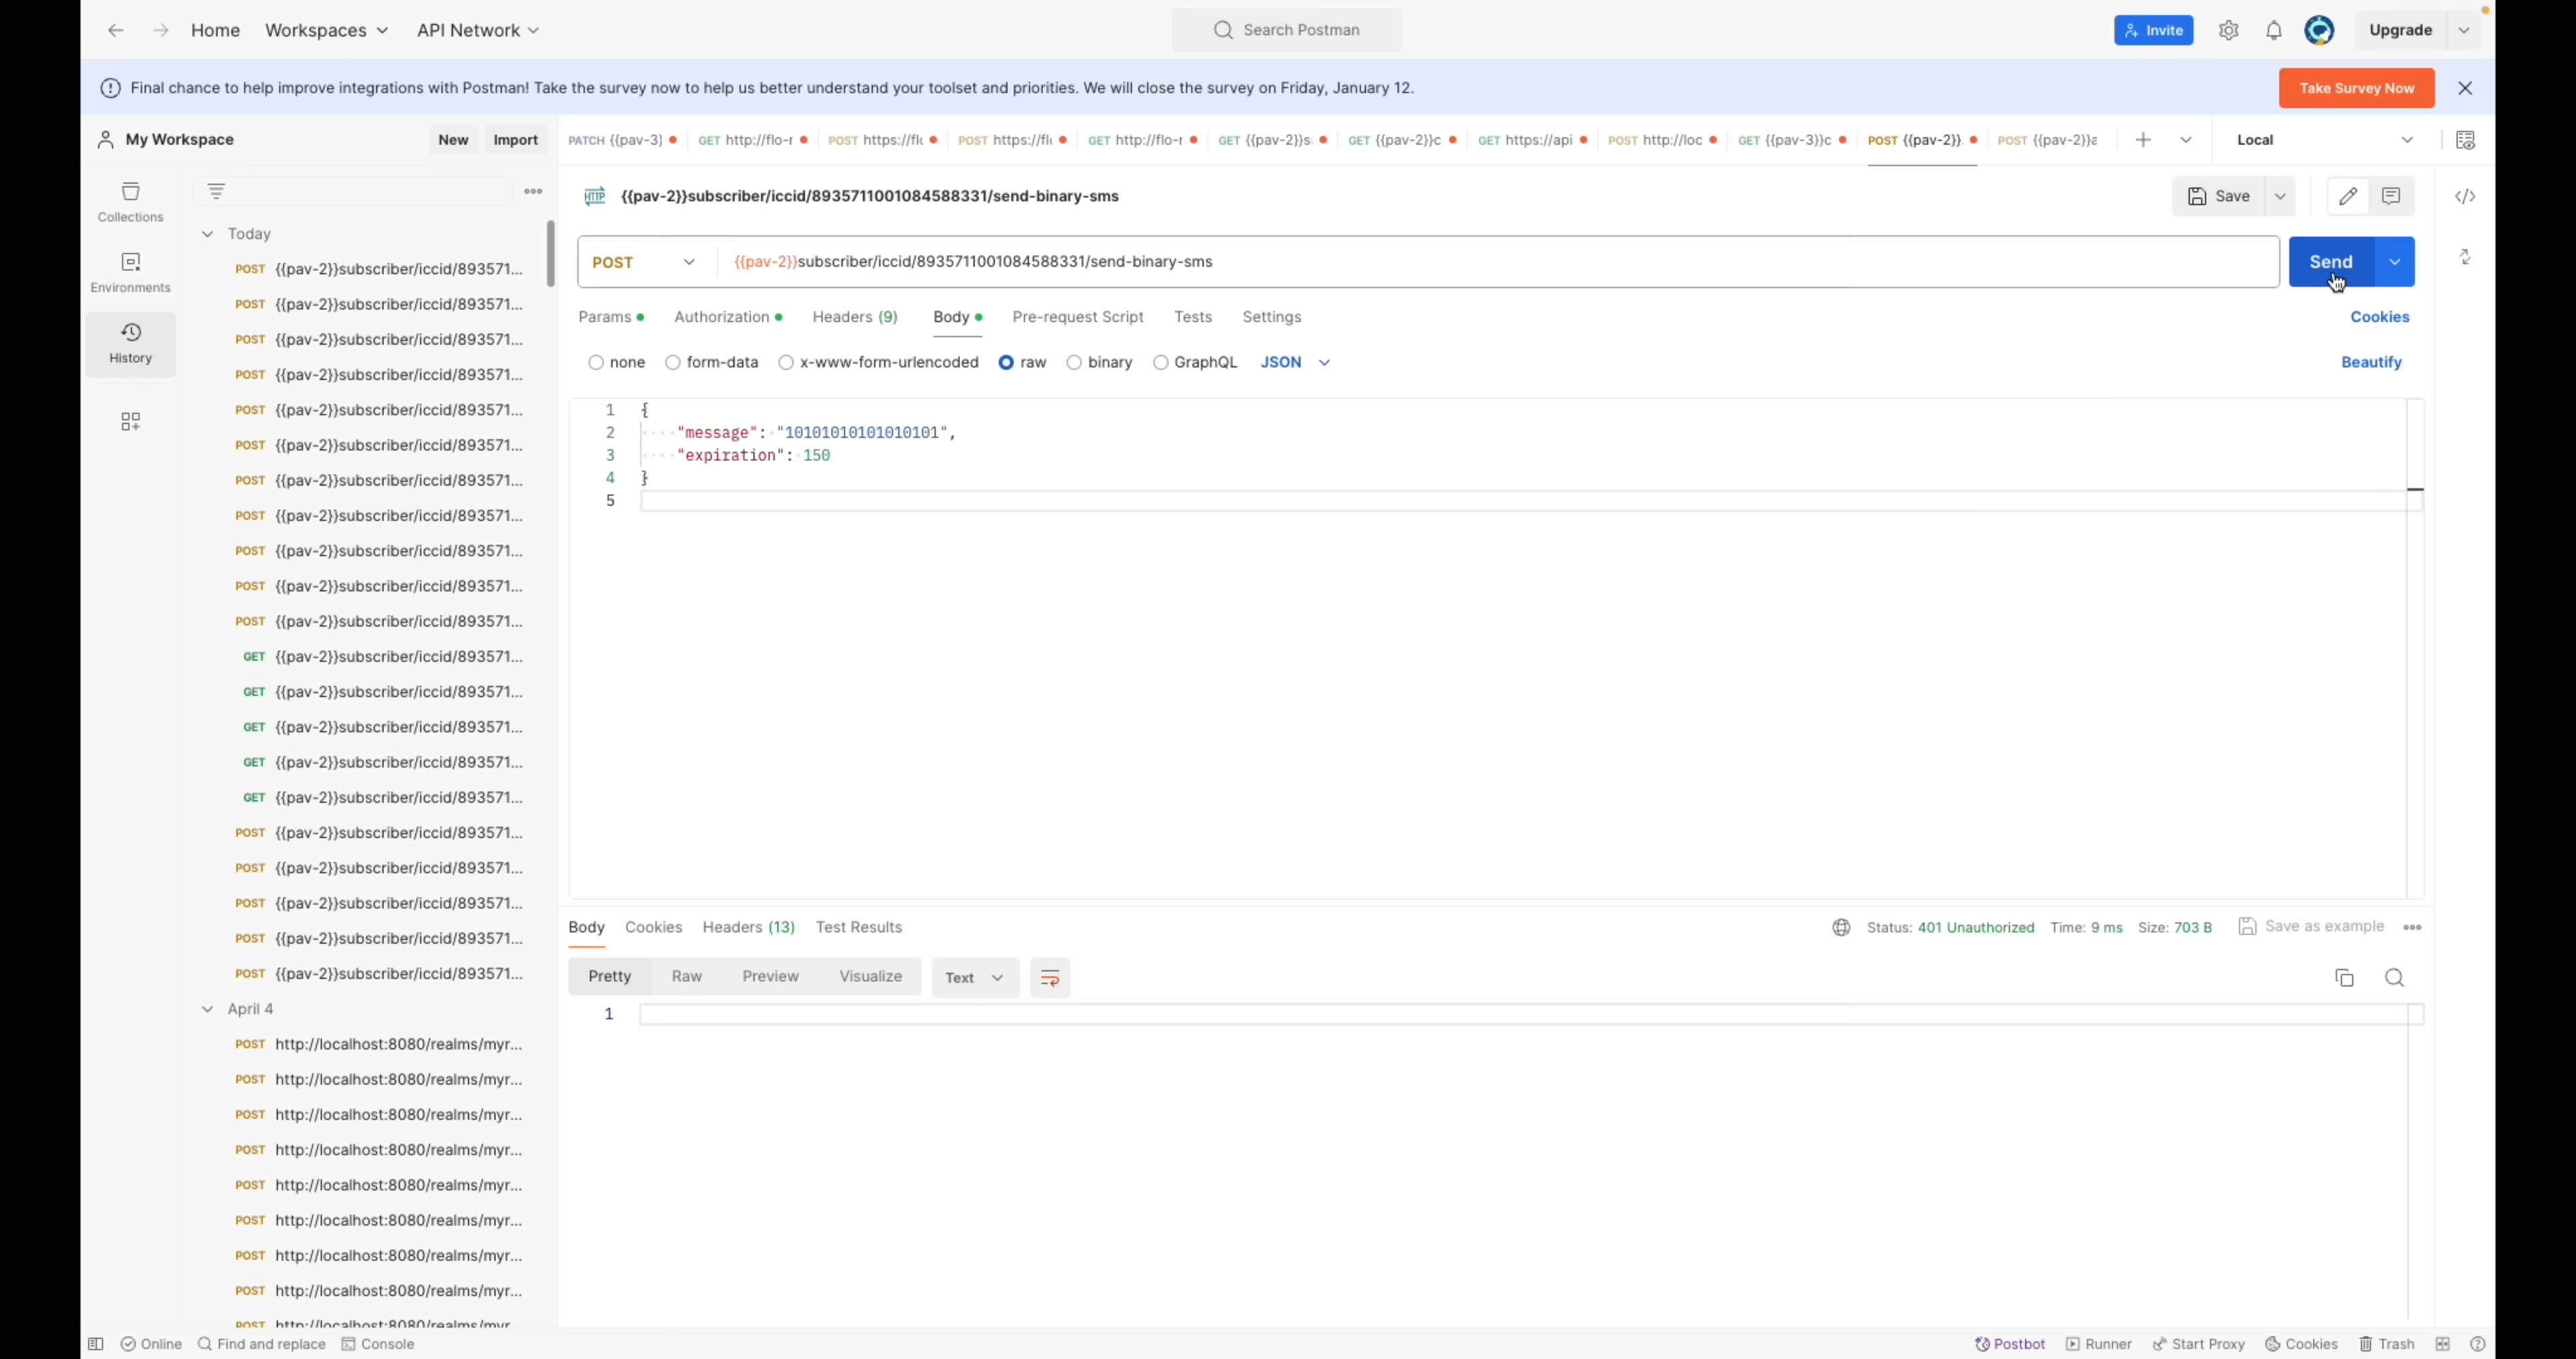 Home Workspaces API Network Search Postman Invite Upgrade
Final chance to help improve integrations with Postman! Take the survey now to help us better understand your toolset and priorities. We will close the survey on Friday, January 12. Take Survey Now
My Workspace New Import
PATCH {{pav-3} GET http://flo-r POST https://flo POST https://flo GET http://flo-r GET {{pav-2}}s GET {{pav-2}}c GET https://api POST http://loc GET {{pav-3}}c POST {{pav-2}} POST {{pav-2}}a Local
Collections
Environments
History
Today
POST {{pav-2}}subscriber/iccid/893571...
POST {{pav-2}}subscriber/iccid/893571...
POST {{pav-2}}subscriber/iccid/893571...
POST {{pav-2}}subscriber/iccid/893571...
POST {{pav-2}}subscriber/iccid/893571...
POST {{pav-2}}subscriber/iccid/893571...
POST {{pav-2}}subscriber/iccid/893571...
POST {{pav-2}}subscriber/iccid/893571...
POST {{pav-2}}subscriber/iccid/893571...
POST {{pav-2}}subscriber/iccid/893571...
POST {{pav-2}}subscriber/iccid/893571...
GET {{pav-2}}subscriber/iccid/893571...
GET {{pav-2}}subscriber/iccid/893571...
GET {{pav-2}}subscriber/iccid/893571...
GET {{pav-2}}subscriber/iccid/893571...
GET {{pav-2}}subscriber/iccid/893571...
POST {{pav-2}}subscriber/iccid/893571...
POST {{pav-2}}subscriber/iccid/893571...
POST {{pav-2}}subscriber/iccid/893571...
POST {{pav-2}}subscriber/iccid/893571...
POST {{pav-2}}subscriber/iccid/893571...
April 4
POST http://localhost:8080/realms/myr...
POST http://localhost:8080/realms/myr...
POST http://localhost:8080/realms/myr...
POST http://localhost:8080/realms/myr...
POST http://localhost:8080/realms/myr...
POST http://localhost:8080/realms/myr...
POST http://localhost:8080/realms/myr...
POST http://localhost:8080/realms/myr...
POST http://localhost:8080/realms/myr
HTTP {{pav-2}}subscriber/iccid/8935711001084588331/send-binary-sms Save
POST {{pav-2}}subscriber/iccid/8935711001084588331/send-binary-sms Send
Params Authorization Headers (9) Body Pre-request Script Tests Settings Cookies
none form-data x-www-form-urlencoded raw binary GraphQL JSON Beautify
1 {
2 "message": "10101010101010101",
3 "expiration": 150
4 }
5
Body Cookies Headers (13) Test Results Status: 401 Unauthorized Time: 9 ms Size: 703 B Save as example
Pretty Raw Preview Visualize Text
1
Online Find and replace Console Postbot Runner Start Proxy Cookies Trash